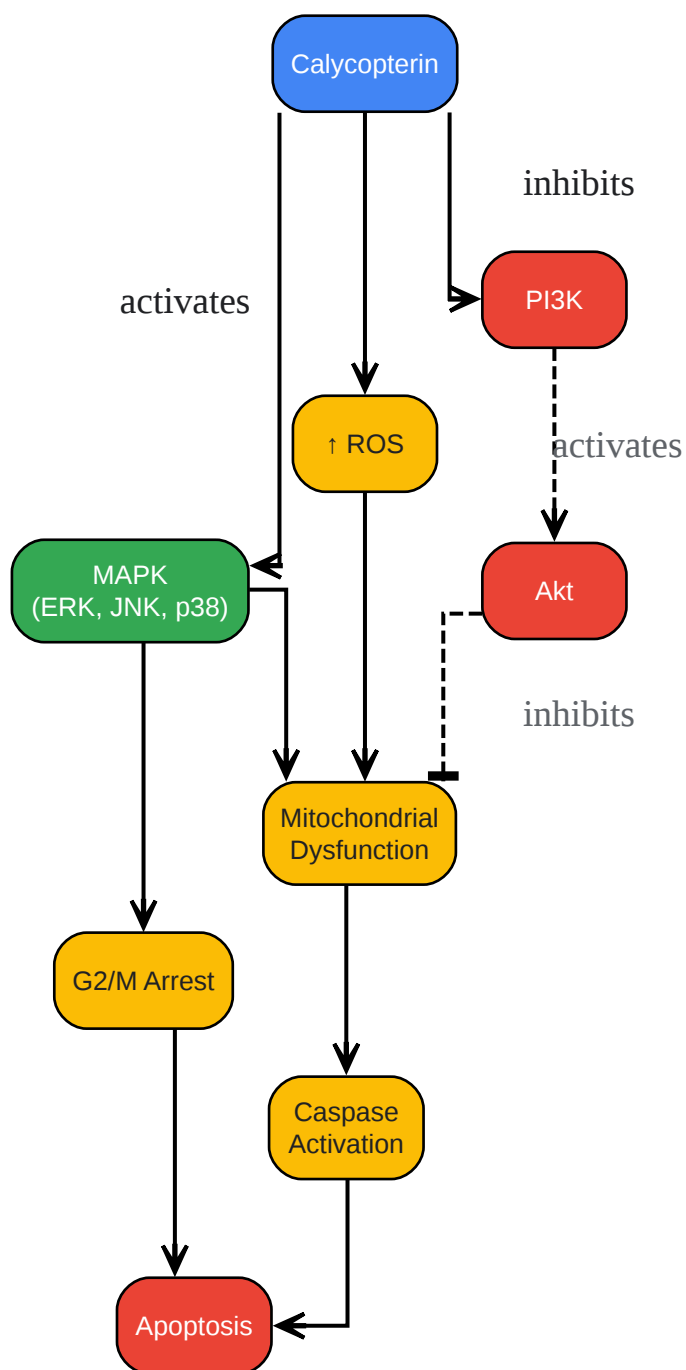 Calycopterin
inhibits
PI3K
activates
↑ ROS
activates
MAPK
(ERK, JNK, p38)
Akt
inhibits
Mitochondrial
Dysfunction
G2/M Arrest
Caspase
Activation
Apoptosis